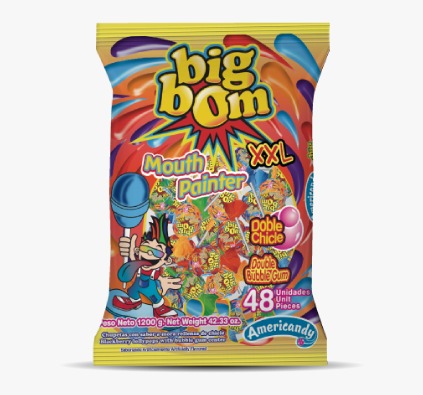 big
bom
XXL
Mouth
Painter
Doble
Chicle
Double
Bubble Gum
48 Unidades
Unit
Pieces
Peso Neto 1200 g. Net Weight 42.33 oz.
Americandy
Americandy